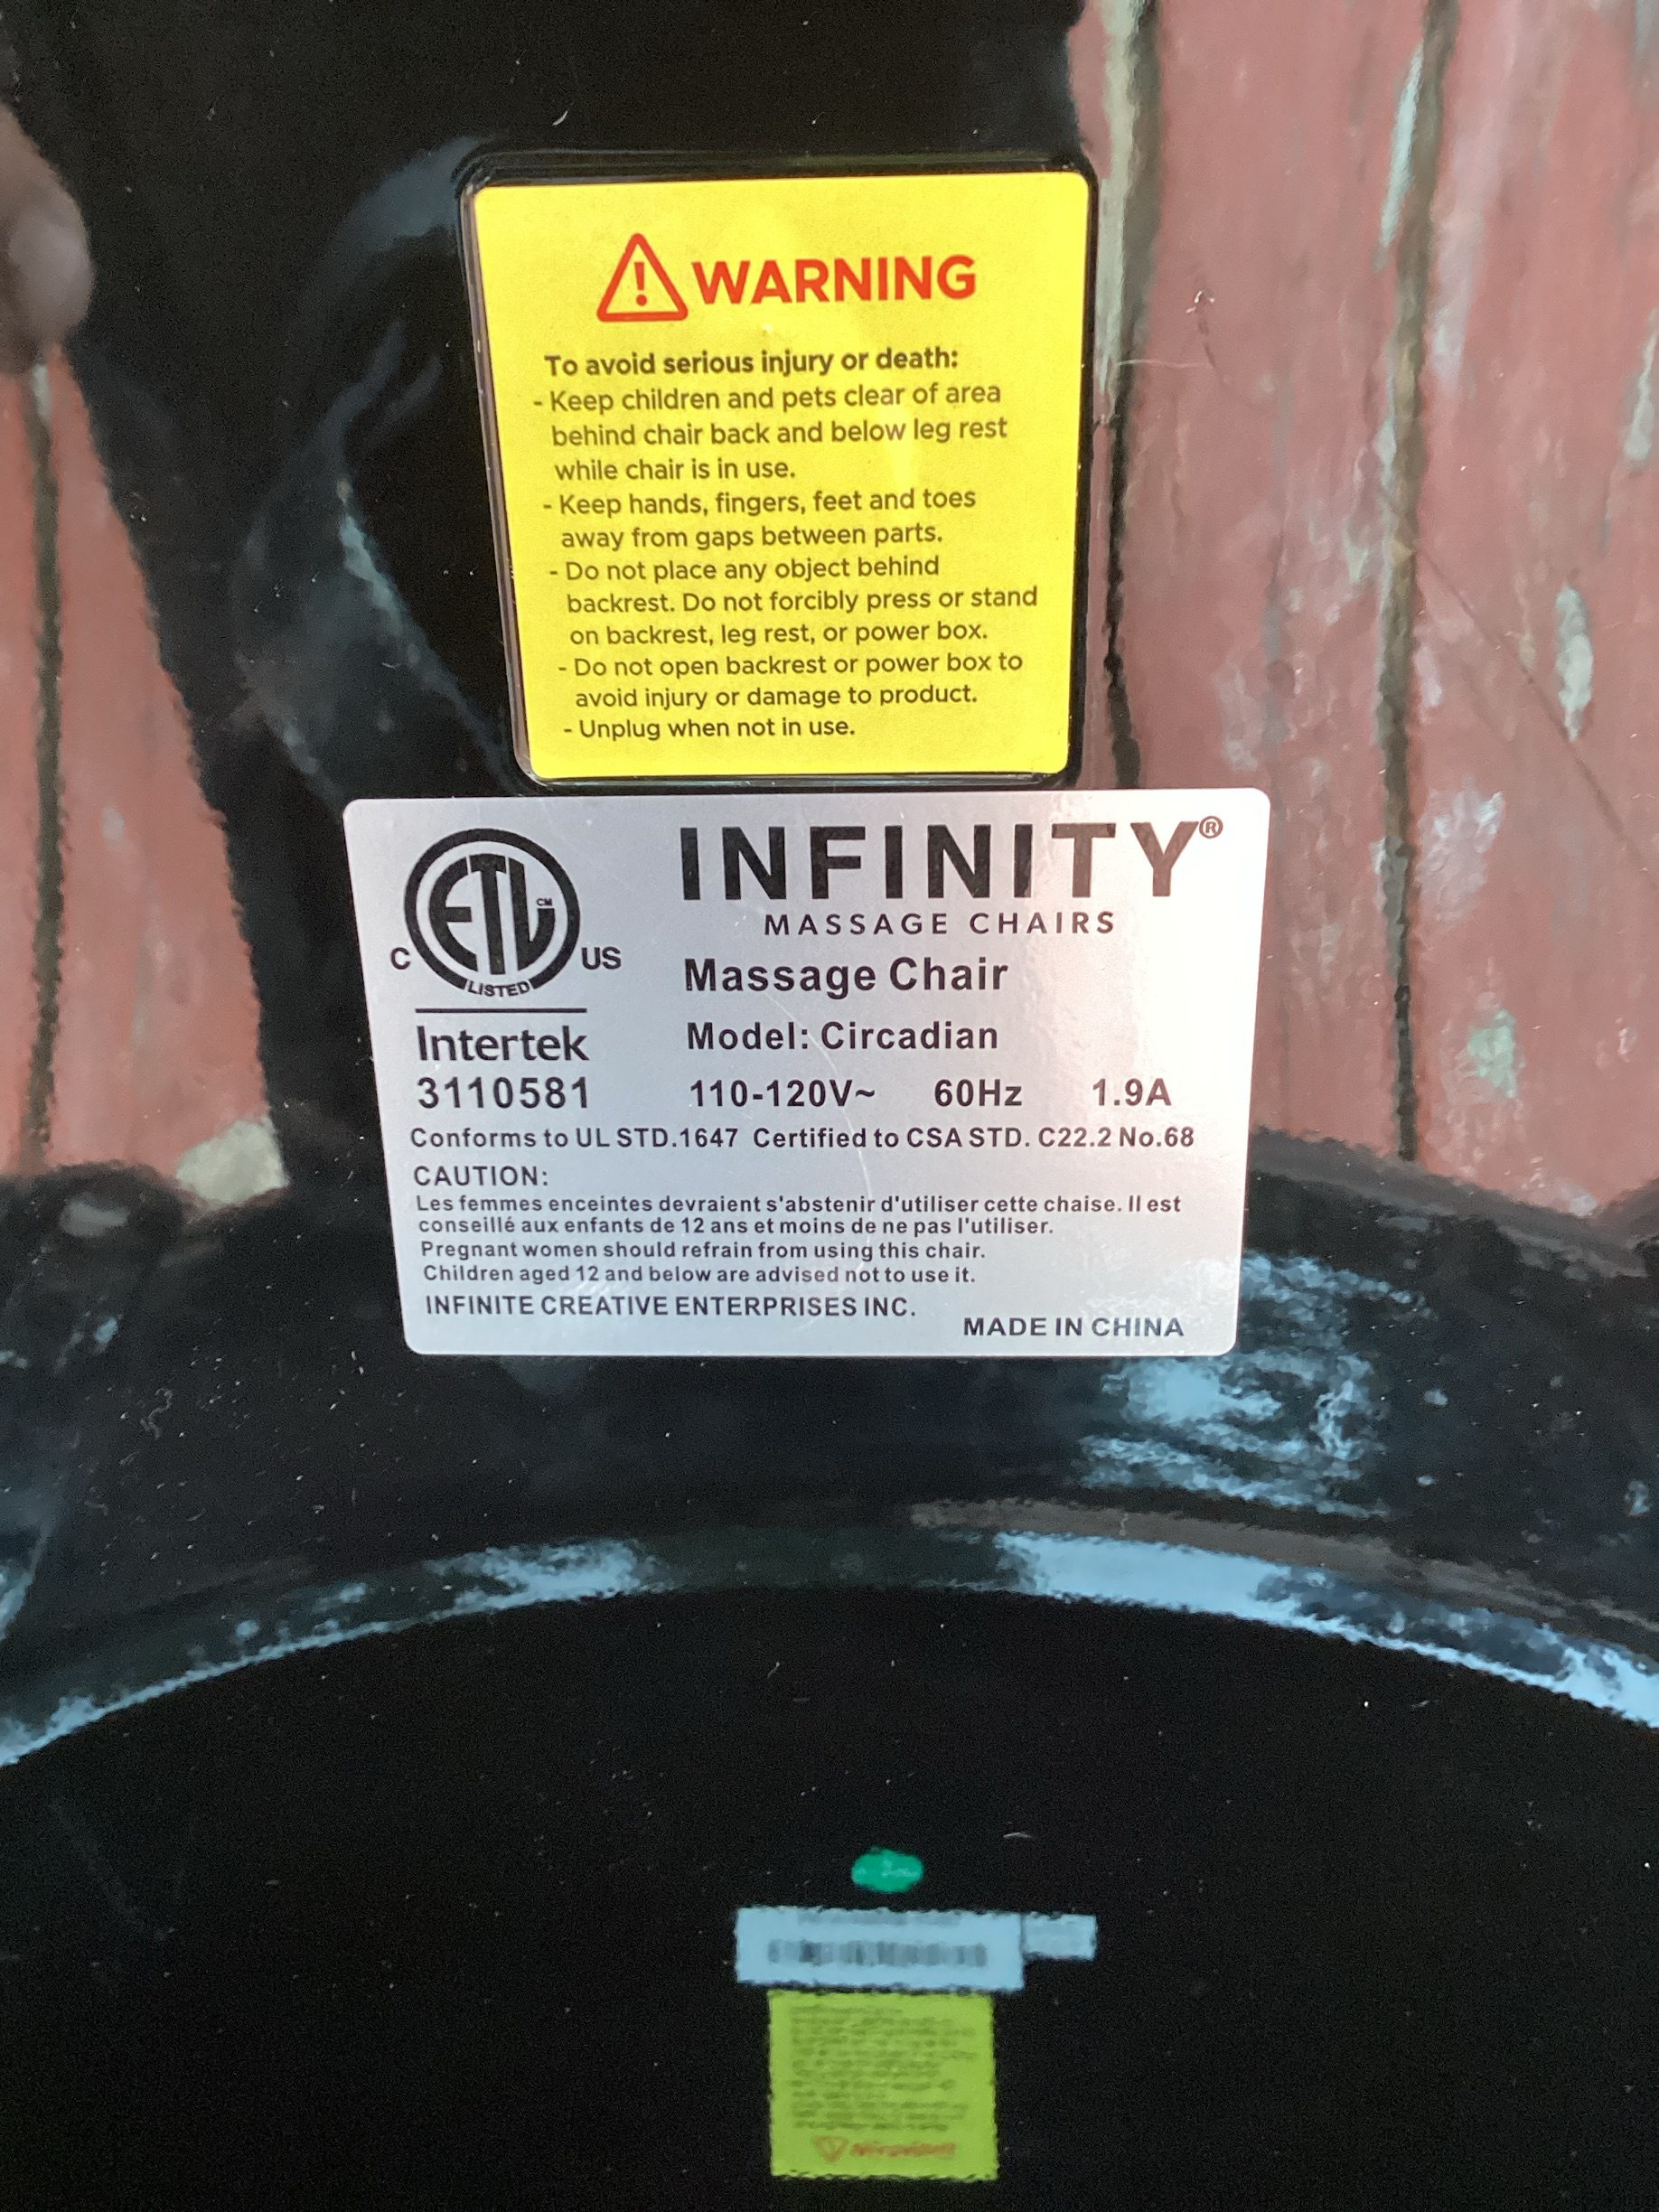 WARNING
To avoid serious injury or death:
- Keep children and pets clear of area
behind chair back and below leg rest
while chair is in use.
- Keep hands, fingers, feet and toes
away from gaps between parts.
- Do not place any object behind
backrest. Do not forcibly press or stand
on backrest, leg rest, or power box.
- Do not open backrest or power box to
avoid injury or damage to product.
- Unplug when not in use.
INFINITY®
MASSAGE CHAIRS
C ETL CM US
LISTED
Massage Chair
Intertek
Model: Circadian
3110581
110-120V~ 60Hz 1.9A
Conforms to UL STD.1647 Certified to CSA STD. C22.2 No.68
CAUTION:
Les femmes enceintes devraient s'abstenir d'utiliser cette chaise. Il est
conseillé aux enfants de 12 ans et moins de ne pas l'utiliser.
Pregnant women should refrain from using this chair.
Children aged 12 and below are advised not to use it.
INFINITE CREATIVE ENTERPRISES INC.
MADE IN CHINA